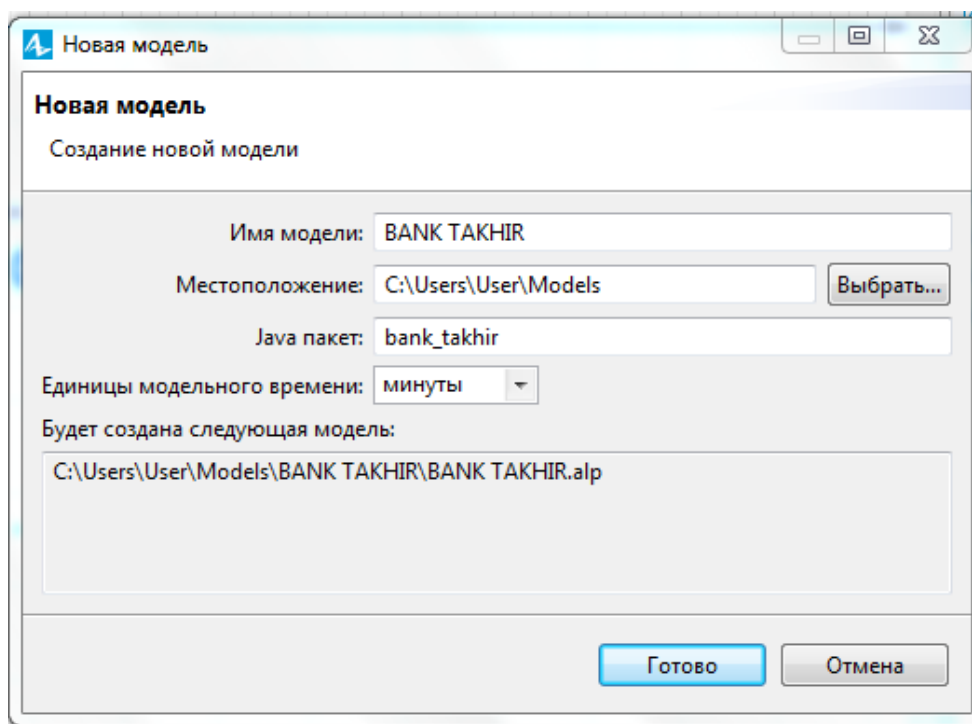 Новая модель
Новая модель
Создание новой модели
Имя модели: BANK TAKHIR
Местоположение: C:\Users\User\Models Выбрать...
Java пакет: bank_takhir
Единицы модельного времени: минуты
Будет создана следующая модель:
C:\Users\User\Models\BANK TAKHIR\BANK TAKHIR.alp
Готово Отмена